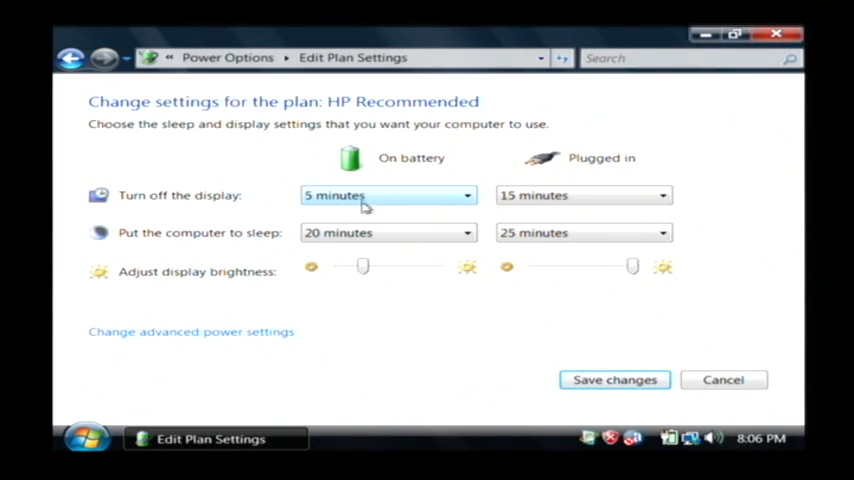 « Power Options Edit Plan Settings Search
Change settings for the plan: HP Recommended
Choose the sleep and display settings that you want your computer to use.
On battery Plugged in
Turn off the display: 5 minutes 15 minutes
Put the computer to sleep: 20 minutes 25 minutes
Adjust display brightness:
Change advanced power settings
Save changes Cancel
Edit Plan Settings 8:06 PM